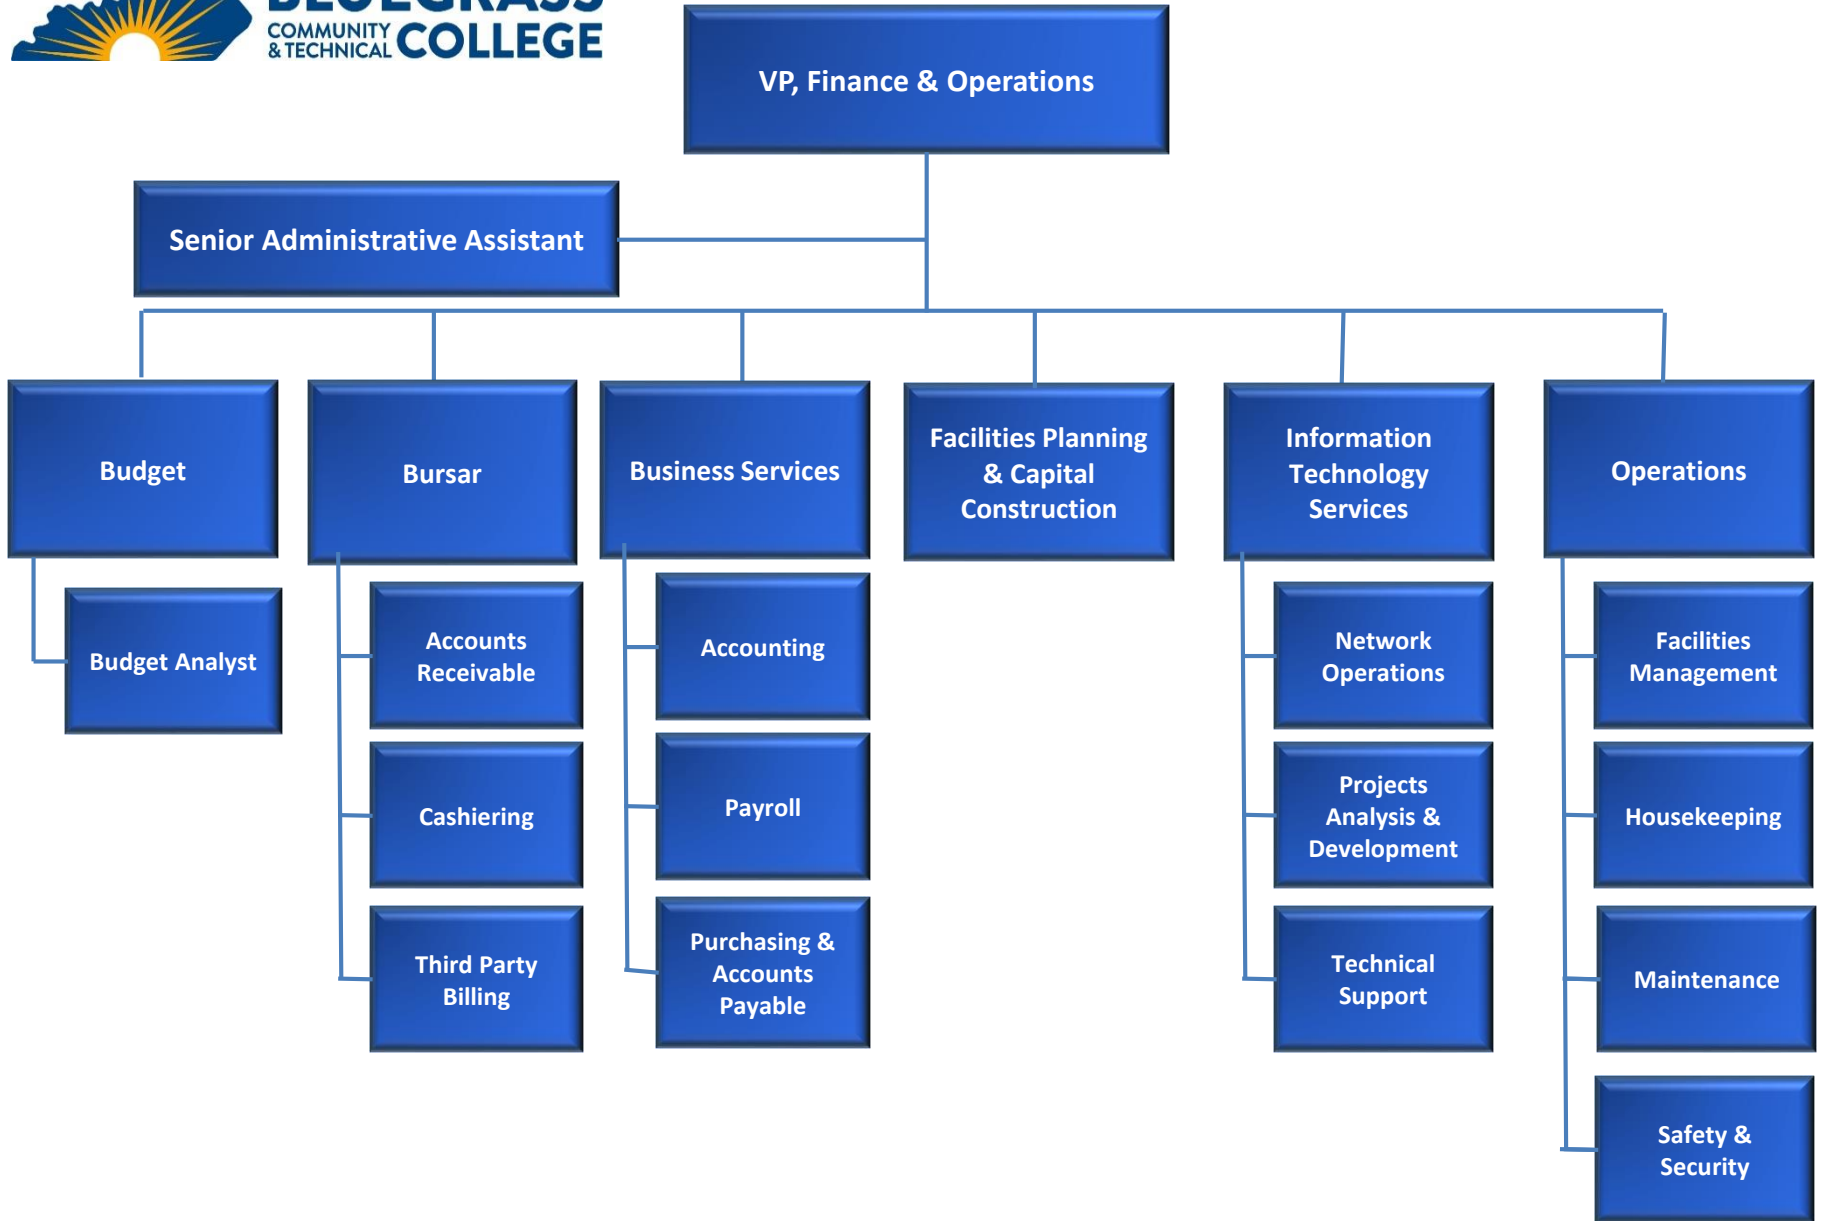 BLUEGRASS
COMMUNITY
& TECHNICAL COLLEGE
VP, Finance & Operations
Senior Administrative Assistant
Budget
Bursar
Business Services
Facilities Planning
& Capital
Construction
Information
Technology
Services
Operations
Budget Analyst
Accounts
Receivable
Cashiering
Third Party
Billing
Accounting
Payroll
Purchasing &
Accounts
Payable
Network
Operations
Projects
Analysis &
Development
Technical
Support
Facilities
Management
Housekeeping
Maintenance
Safety &
Security